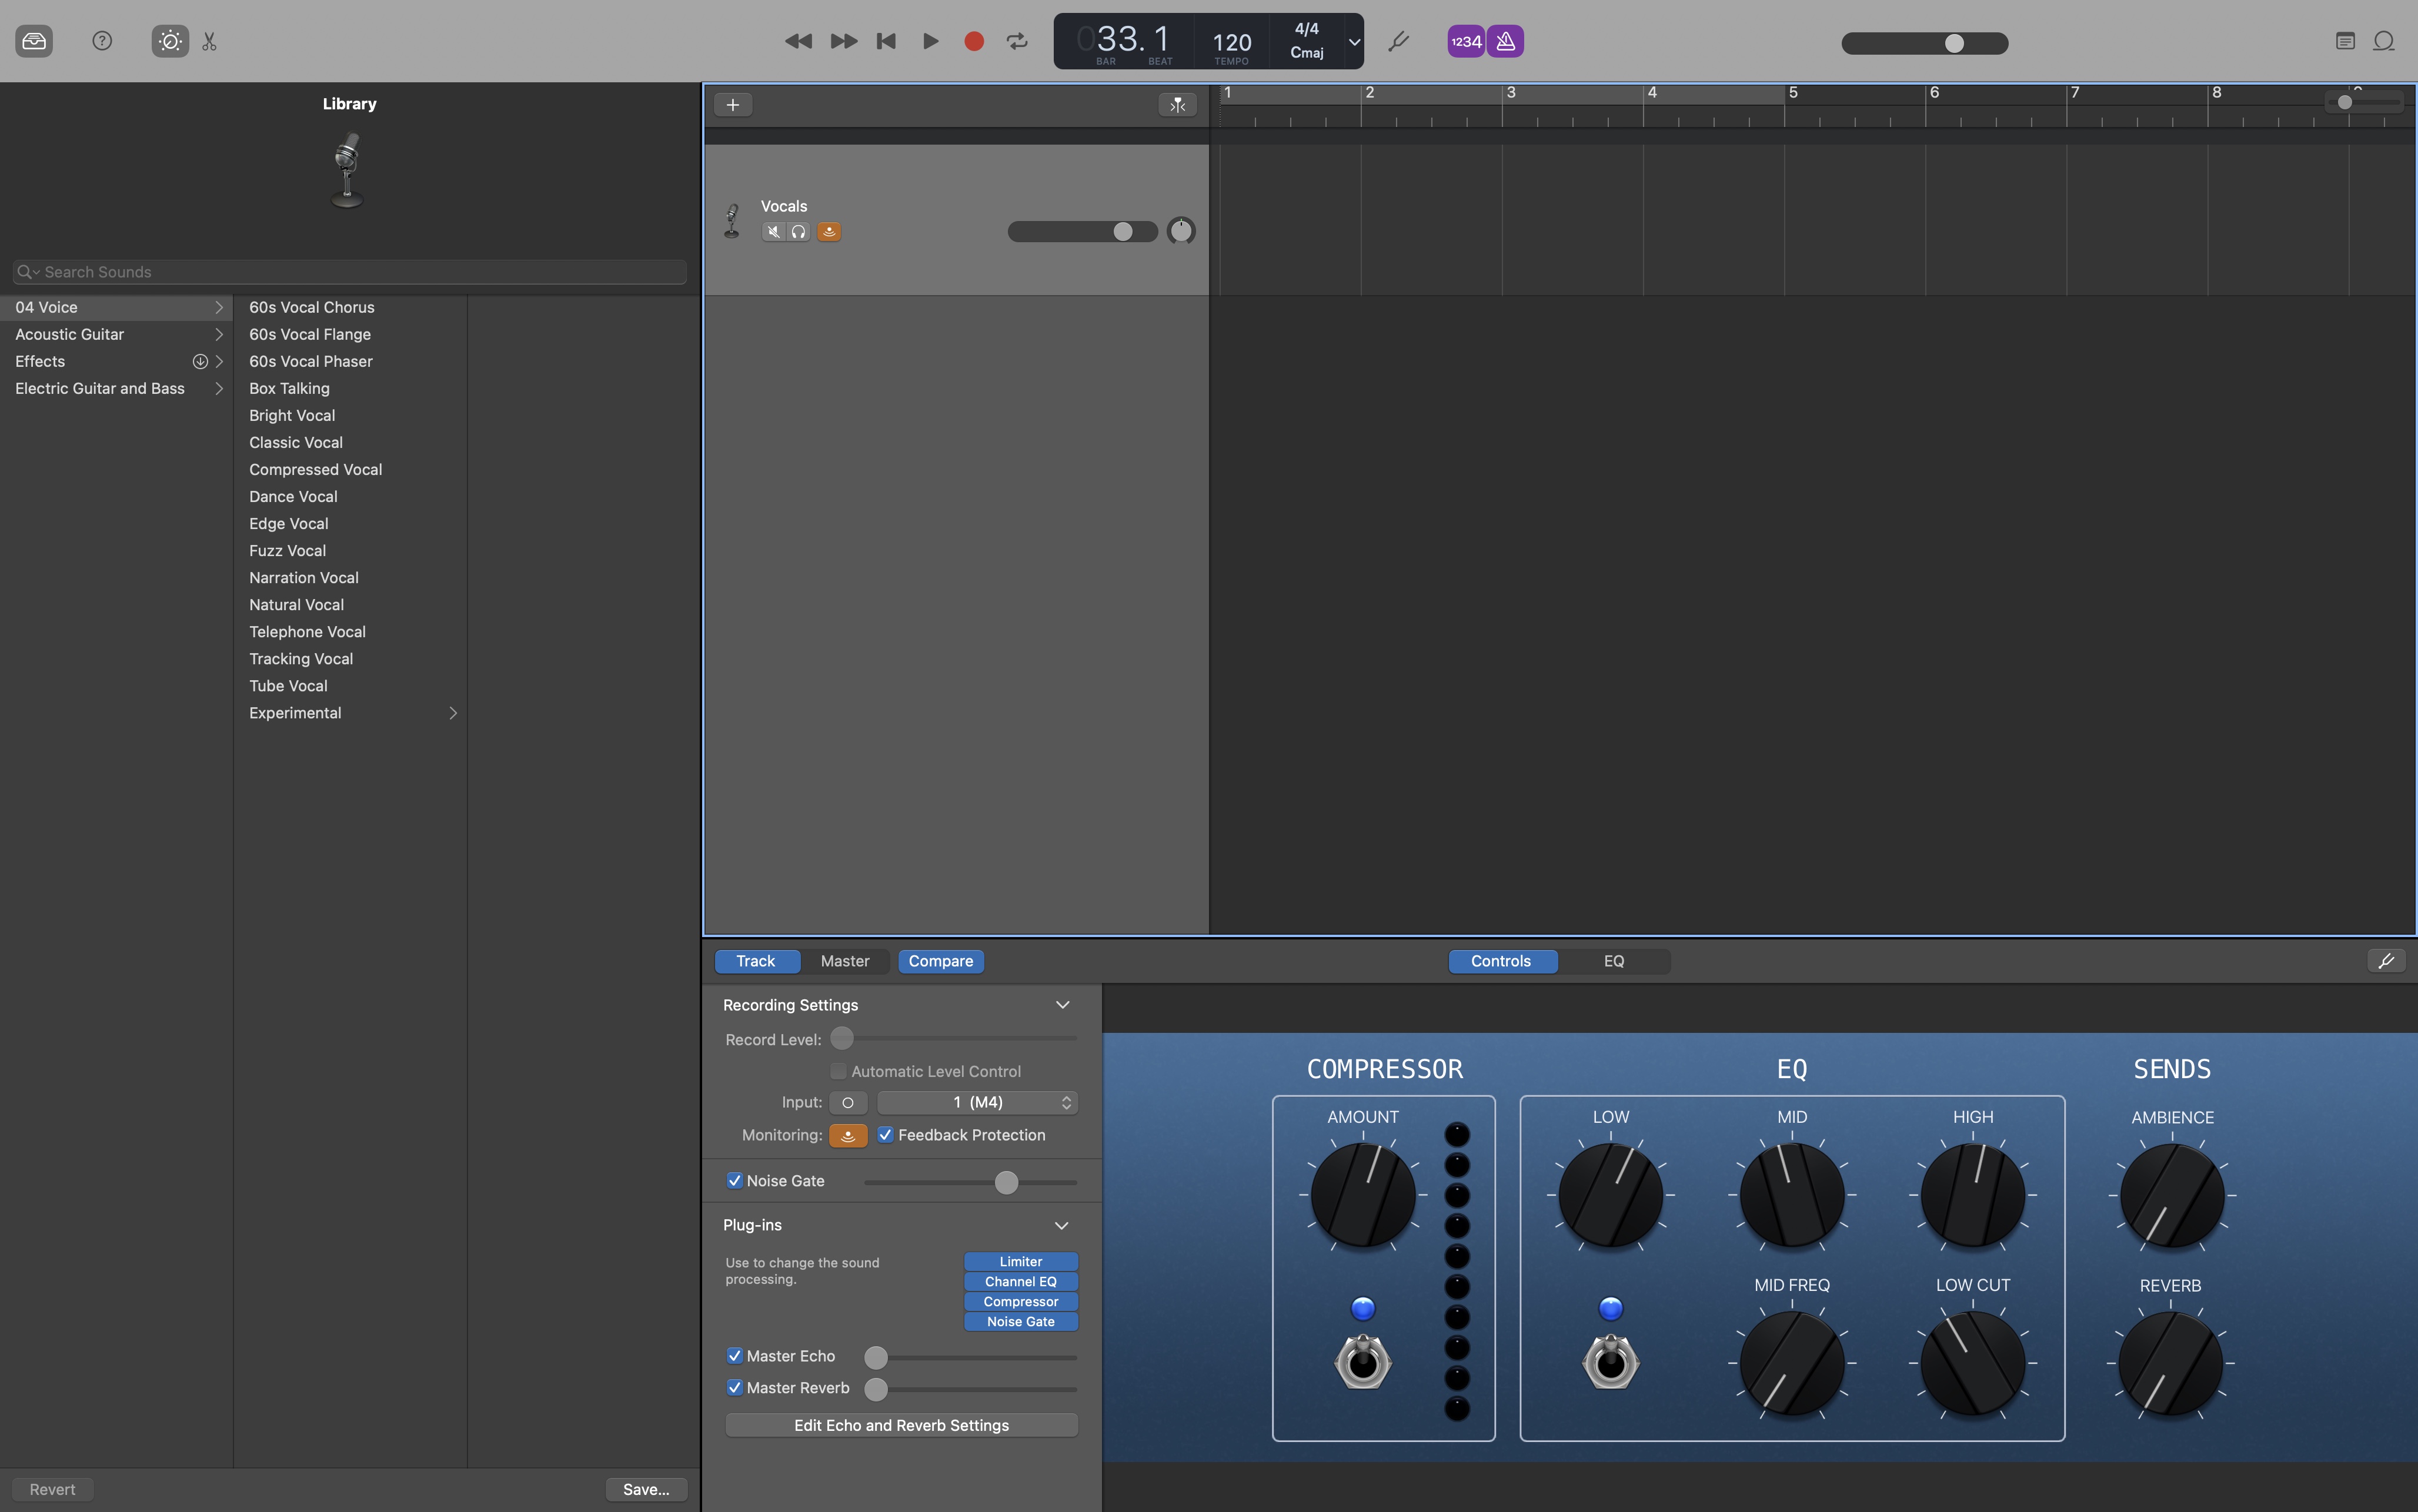 033. 1
BAR
BEAT
120
TEMPO
4/4
Cmaj
1234
Library
Search Sounds
04 Voice
Acoustic Guitar
Effects
Electric Guitar and Bass
60s Vocal Chorus
60s Vocal Flange
60s Vocal Phaser
Box Talking
Bright Vocal
Classic Vocal
Compressed Vocal
Dance Vocal
Edge Vocal
Fuzz Vocal
Narration Vocal
Natural Vocal
Telephone Vocal
Tracking Vocal
Tube Vocal
Experimental
Revert
Save...
1 2 3 4 5 6 7 8
Vocals
Track
Master
Compare
Controls
EQ
Recording Settings
Record Level:
Automatic Level Control
Input:
1 (M4)
Monitoring:
Feedback Protection
Noise Gate
Plug-ins
Use to change the sound
processing.
Limiter
Channel EQ
Compressor
Noise Gate
Master Echo
Master Reverb
Edit Echo and Reverb Settings
COMPRESSOR
AMOUNT
EQ
LOW
MID
HIGH
MID FREQ
LOW CUT
SENDS
AMBIENCE
REVERB